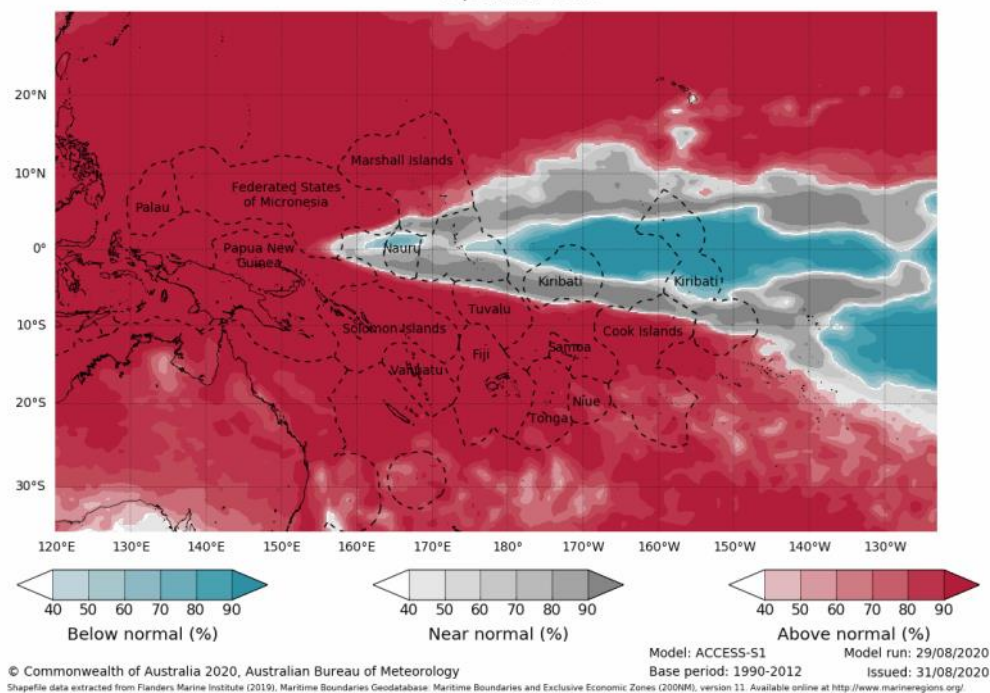 20°N
10°N
0°
10°S
20°S
30°S
Marshall Islands
Federated States
of Micronesia
Palau
Papua New
Guinea
Nauru
Kiribati
Kiribati
Tuvalu
Solomon Islands
Cook Islands
Fiji
Samoa
Vanuatu
Niue
Tonga
120°E 130°E 140°E 150°E 160°E 170°E 180° 170°W 160°W 150°W 140°W 130°W
40 50 60 70 80 90
Below normal (%)
40 50 60 70 80 90
Near normal (%)
40 50 60 70 80 90
Above normal (%)
Model: ACCESS-S1 Model run: 29/08/2020
© Commonwealth of Australia 2020, Australian Bureau of Meteorology Base period: 1990-2012 Issued: 31/08/2020
Shapefile data extracted from Flanders Marine Institute (2019), Maritime Boundaries Geodatabase: Maritime Boundaries and Exclusive Economic Zones (200NM), version 11. Available online at http://www.marineregions.org/.